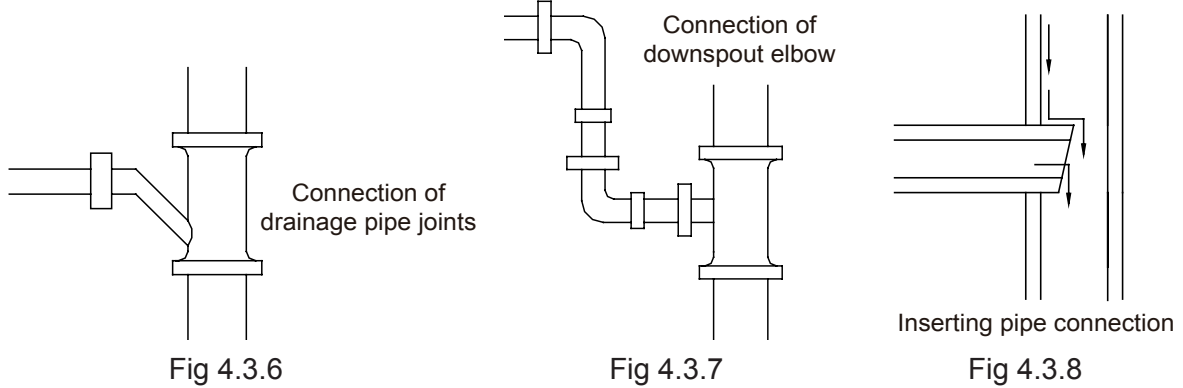 Connection of
drainage pipe joints
Fig 4.3.6
Connection of
downspout elbow
Fig 4.3.7
Inserting pipe connection
Fig 4.3.8